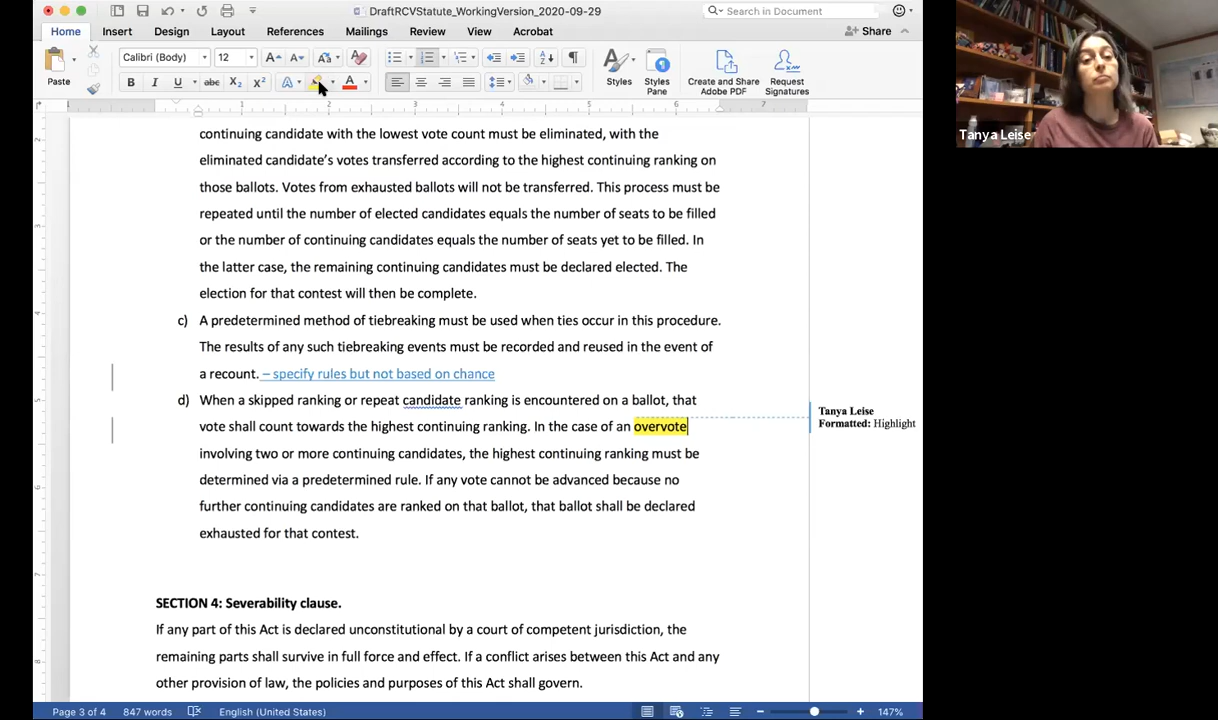 DraftRCVStatute_WorkingVersion_2020-09-29
Search in Document
Home Insert Design Layout References Mailings Review View Acrobat
Share
Calibri (Body) 12
Paste
Styles
Styles Pane
Create and Share Adobe PDF
Request Signatures
Tanya Leise
continuing candidate with the lowest vote count must be eliminated, with the
eliminated candidate's votes transferred according to the highest continuing ranking on
those ballots. Votes from exhausted ballots will not be transferred. This process must be
repeated until the number of elected candidates equals the number of seats to be filled
or the number of continuing candidates equals the number of seats yet to be filled. In
the latter case, the remaining continuing candidates must be declared elected. The
election for that contest will then be complete.
c) A predetermined method of tiebreaking must be used when ties occur in this procedure.
The results of any such tiebreaking events must be recorded and reused in the event of
a recount. – specify rules but not based on chance
d) When a skipped ranking or repeat candidate ranking is encountered on a ballot, that
vote shall count towards the highest continuing ranking. In the case of an overvote
involving two or more continuing candidates, the highest continuing ranking must be
determined via a predetermined rule. If any vote cannot be advanced because no
further continuing candidates are ranked on that ballot, that ballot shall be declared
exhausted for that contest.
Tanya Leise
Formatted: Highlight
SECTION 4: Severability clause.
If any part of this Act is declared unconstitutional by a court of competent jurisdiction, the
remaining parts shall survive in full force and effect. If a conflict arises between this Act and any
other provision of law, the policies and purposes of this Act shall govern.
Page 3 of 4 847 words English (United States) 147%